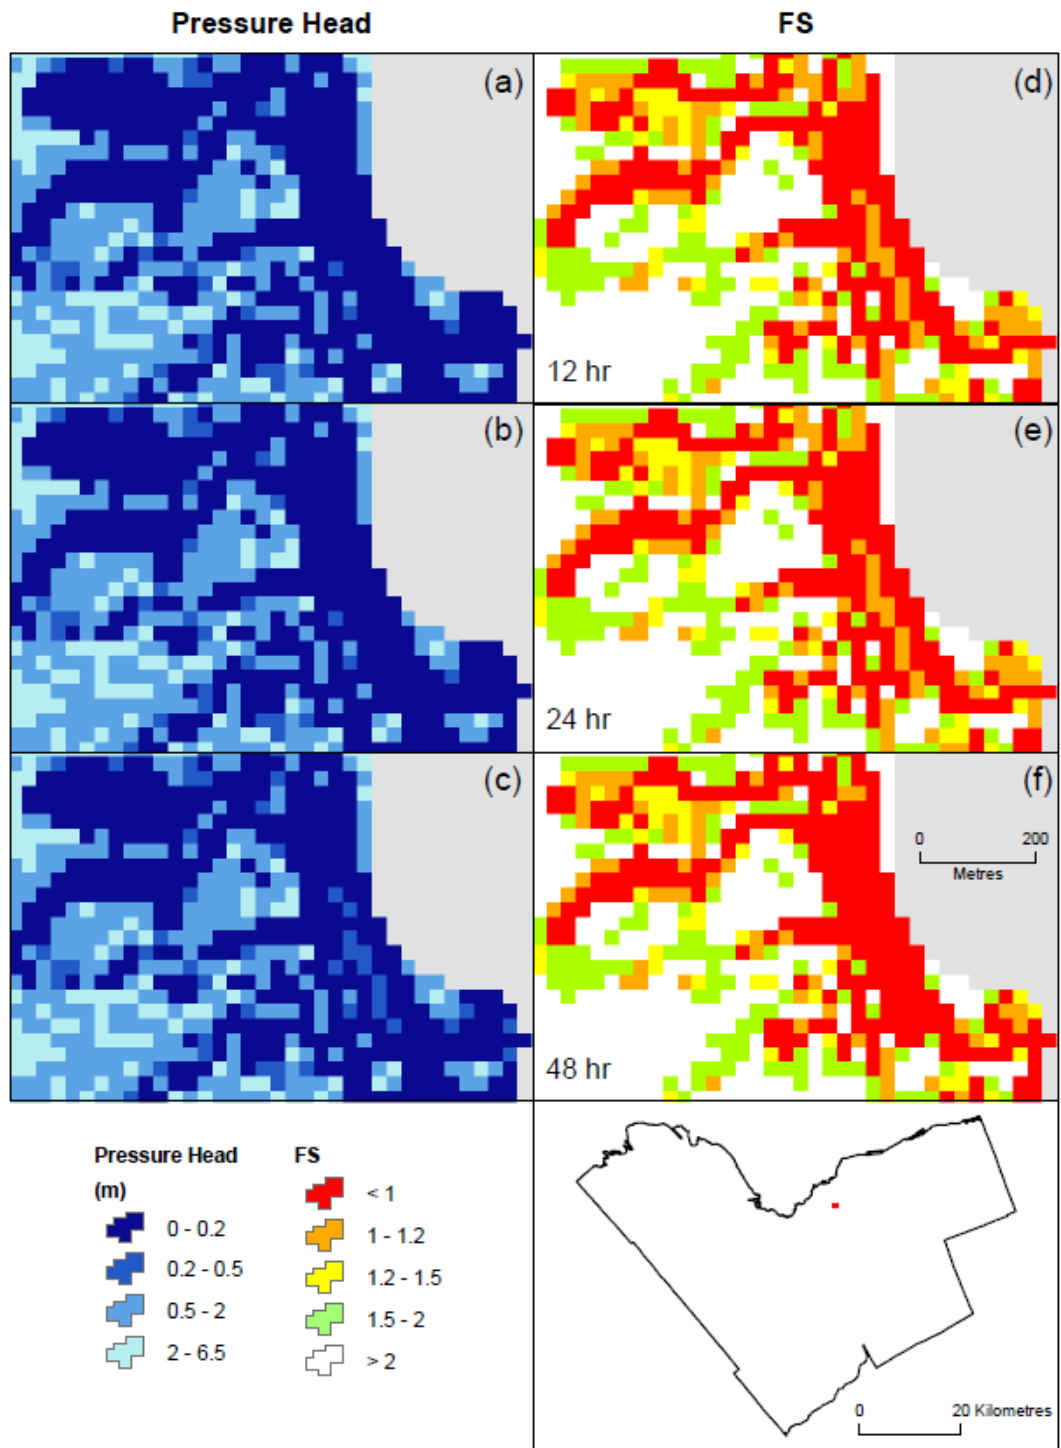 Pressure Head FS
(a) (d)
12 hr
(b) (e)
24 hr
(c) (f)
0 200
Metres
48 hr
Pressure Head FS
(m)
< 1
0 - 0.2
1 - 1.2
0.2 - 0.5
1.2 - 1.5
0.5 - 2
1.5 - 2
2 - 6.5
> 2
0 20 Kilometres